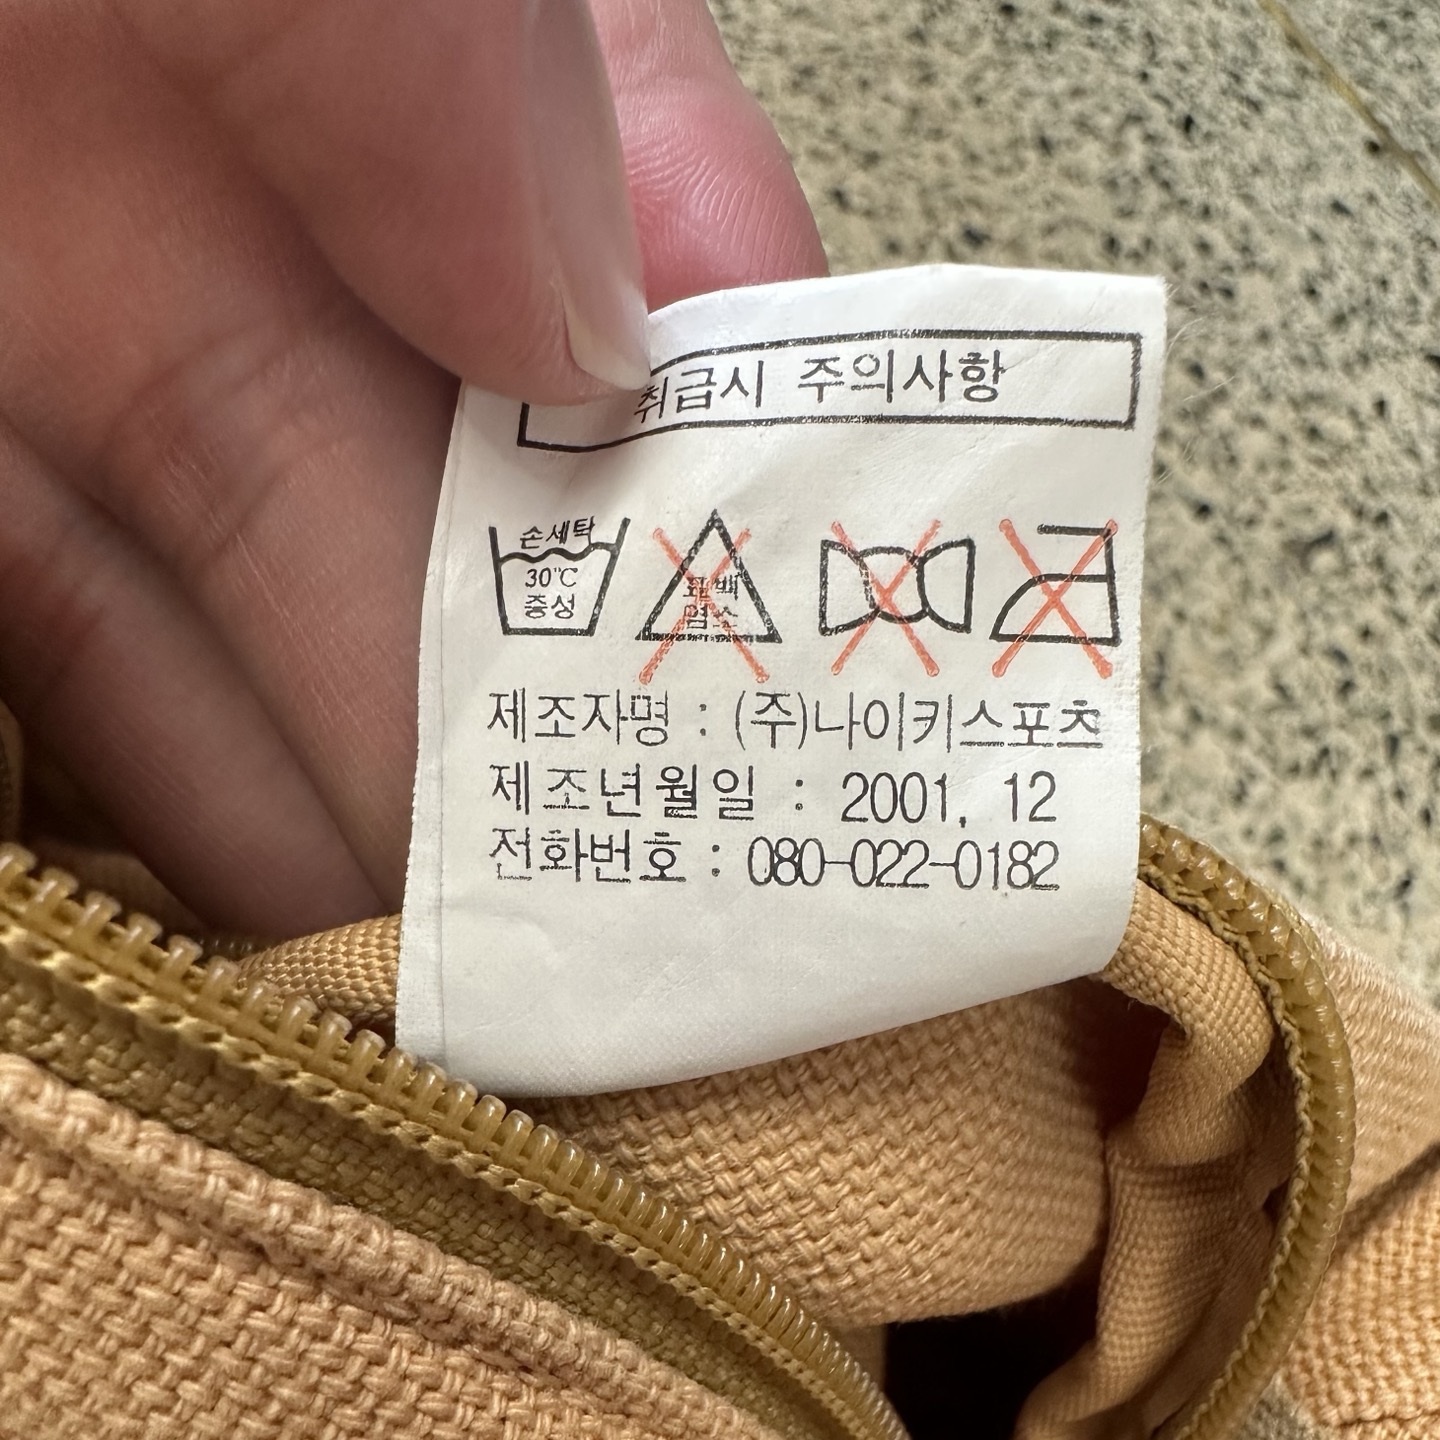 취급시 주의사항
손세탁
30℃
중성
표백
염소
제조자명 : (주)나이키스포츠
제조년월일 : 2001. 12
전화번호 : 080-022-0182